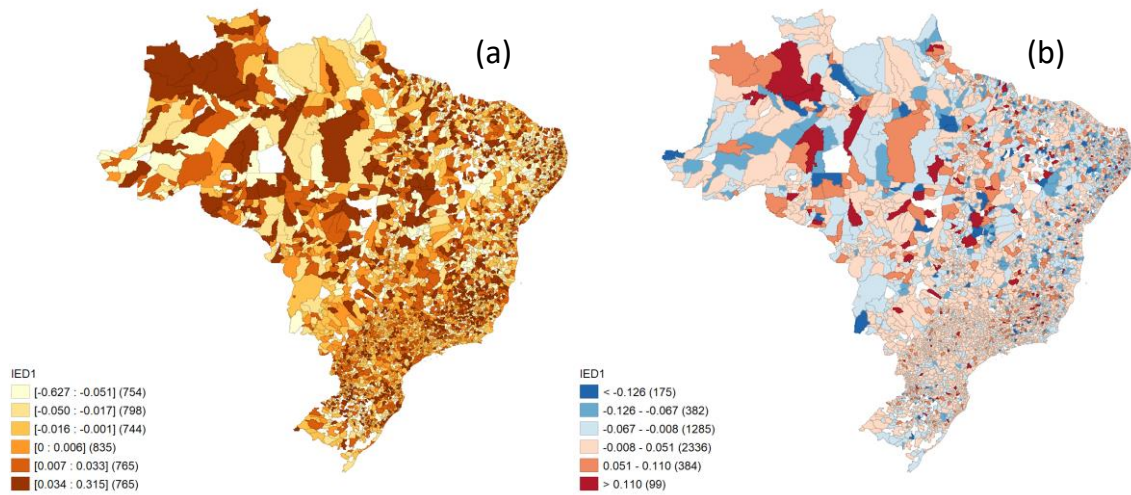 (a)
IED1
[-0.627 : -0.051] (754)
[-0.050 : -0.017] (798)
[-0.016 : -0.001] (744)
[0 : 0.006] (835)
[0.007 : 0.033] (765)
[0.034 : 0.315] (765)
(b)
IED1
< -0.126 (175)
-0.126 - -0.067 (382)
-0.067 - -0.008 (1285)
-0.008 - 0.051 (2336)
0.051 - 0.110 (384)
> 0.110 (99)